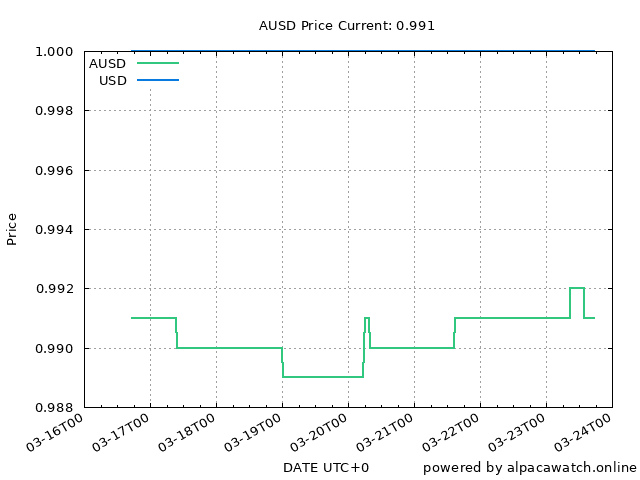 AUSD Price Current: 0.991
1.000
AUSD
USD
0.998
0.996
0.994
Price
0.992
0.990
0.988
03-16T00
03-17T00
03-18T00
03-19T00
03-20T00
03-21T00
03-22T00
03-23T00
03-24T00
DATE UTC+0
powered by alpacawatch.online